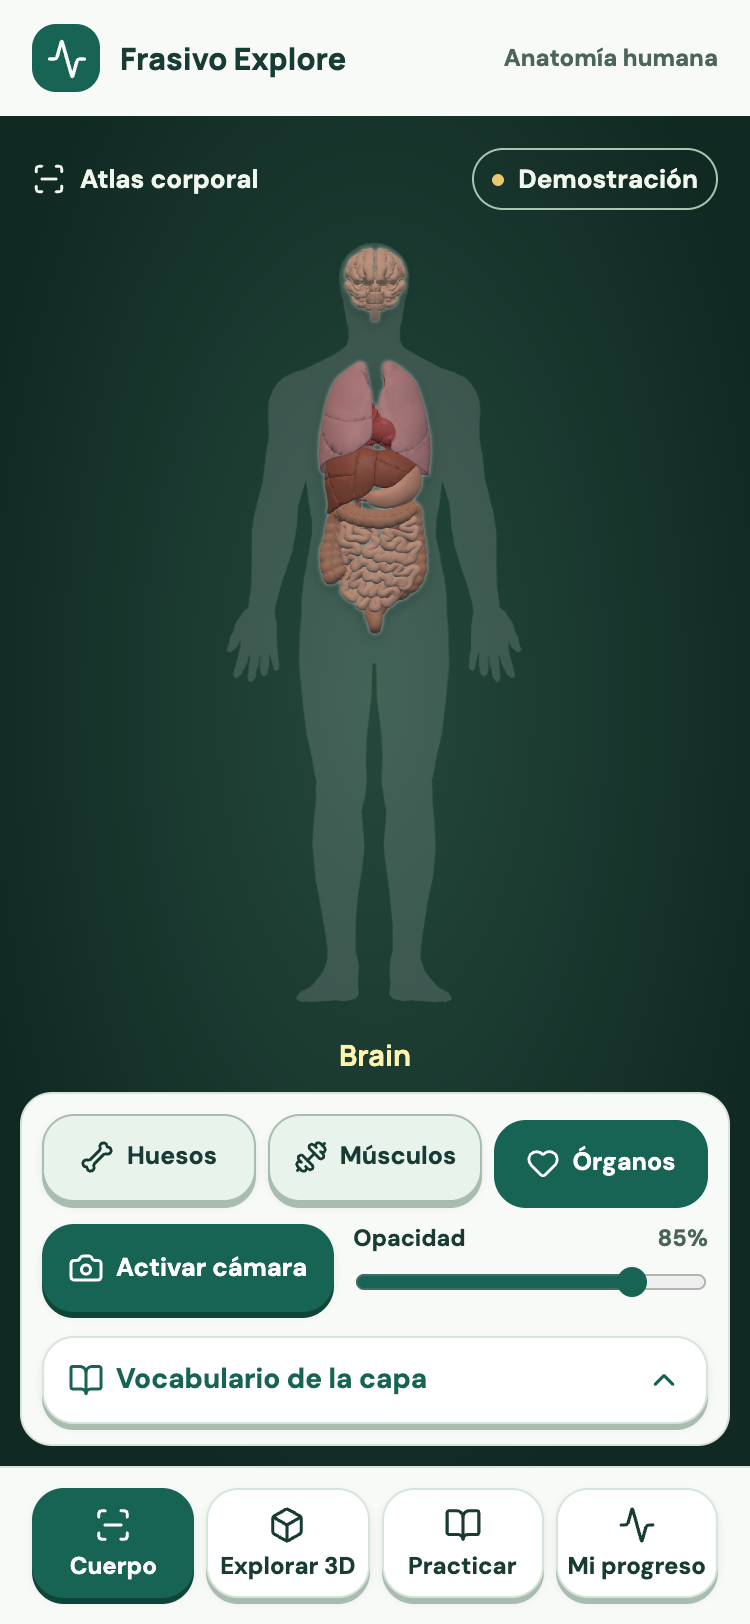 Frasivo Explore
Anatomía humana
Atlas corporal
Demostración
Brain
Huesos
Músculos
Órganos
Activar cámara
Opacidad
85%
Vocabulario de la capa
Cuerpo
Explorar 3D
Practicar
Mi progreso